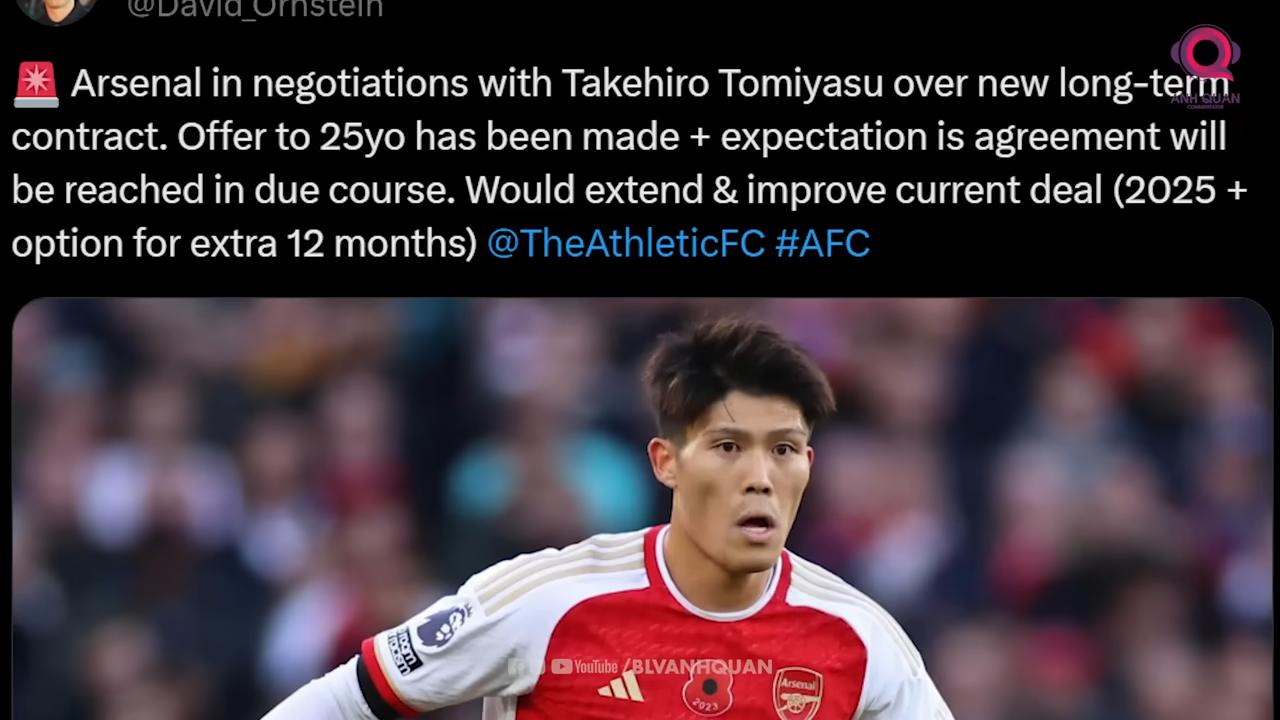 @David_Ornstein
🚨 Arsenal in negotiations with Takehiro Tomiyasu over new long-term
contract. Offer to 25yo has been made + expectation is agreement will
be reached in due course. Would extend & improve current deal (2025 +
option for extra 12 months) @TheAthleticFC #AFC
ANH QUAN
YouTube /BLVANHQUAN
2023
Arsenal